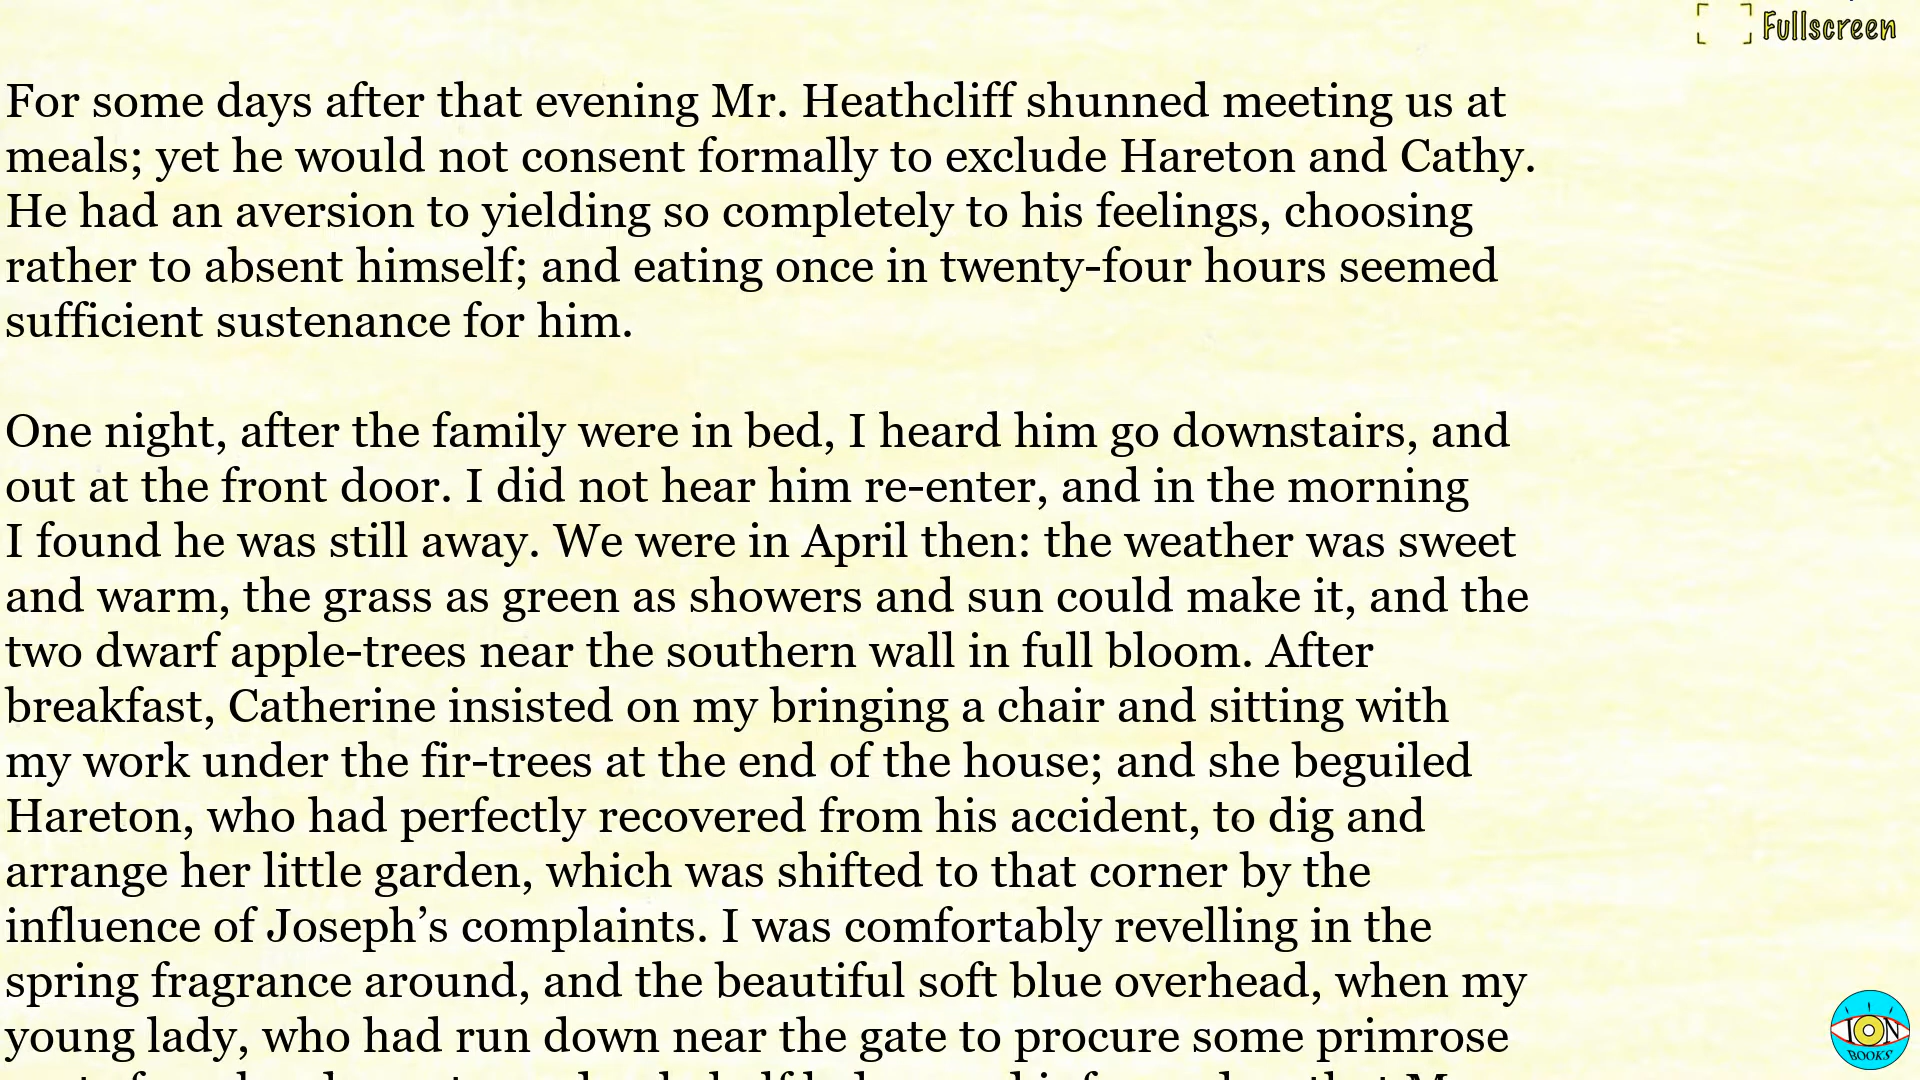 Fullscreen
For some days after that evening Mr. Heathcliff shunned meeting us at
meals; yet he would not consent formally to exclude Hareton and Cathy.
He had an aversion to yielding so completely to his feelings, choosing
rather to absent himself; and eating once in twenty-four hours seemed
sufficient sustenance for him.
One night, after the family were in bed, I heard him go downstairs, and
out at the front door. I did not hear him re-enter, and in the morning
I found he was still away. We were in April then: the weather was sweet
and warm, the grass as green as showers and sun could make it, and the
two dwarf apple-trees near the southern wall in full bloom. After
breakfast, Catherine insisted on my bringing a chair and sitting with
my work under the fir-trees at the end of the house; and she beguiled
Hareton, who had perfectly recovered from his accident, to dig and
arrange her little garden, which was shifted to that corner by the
influence of Joseph’s complaints. I was comfortably revelling in the
spring fragrance around, and the beautiful soft blue overhead, when my
young lady, who had run down near the gate to procure some primrose
ION
BOOKS